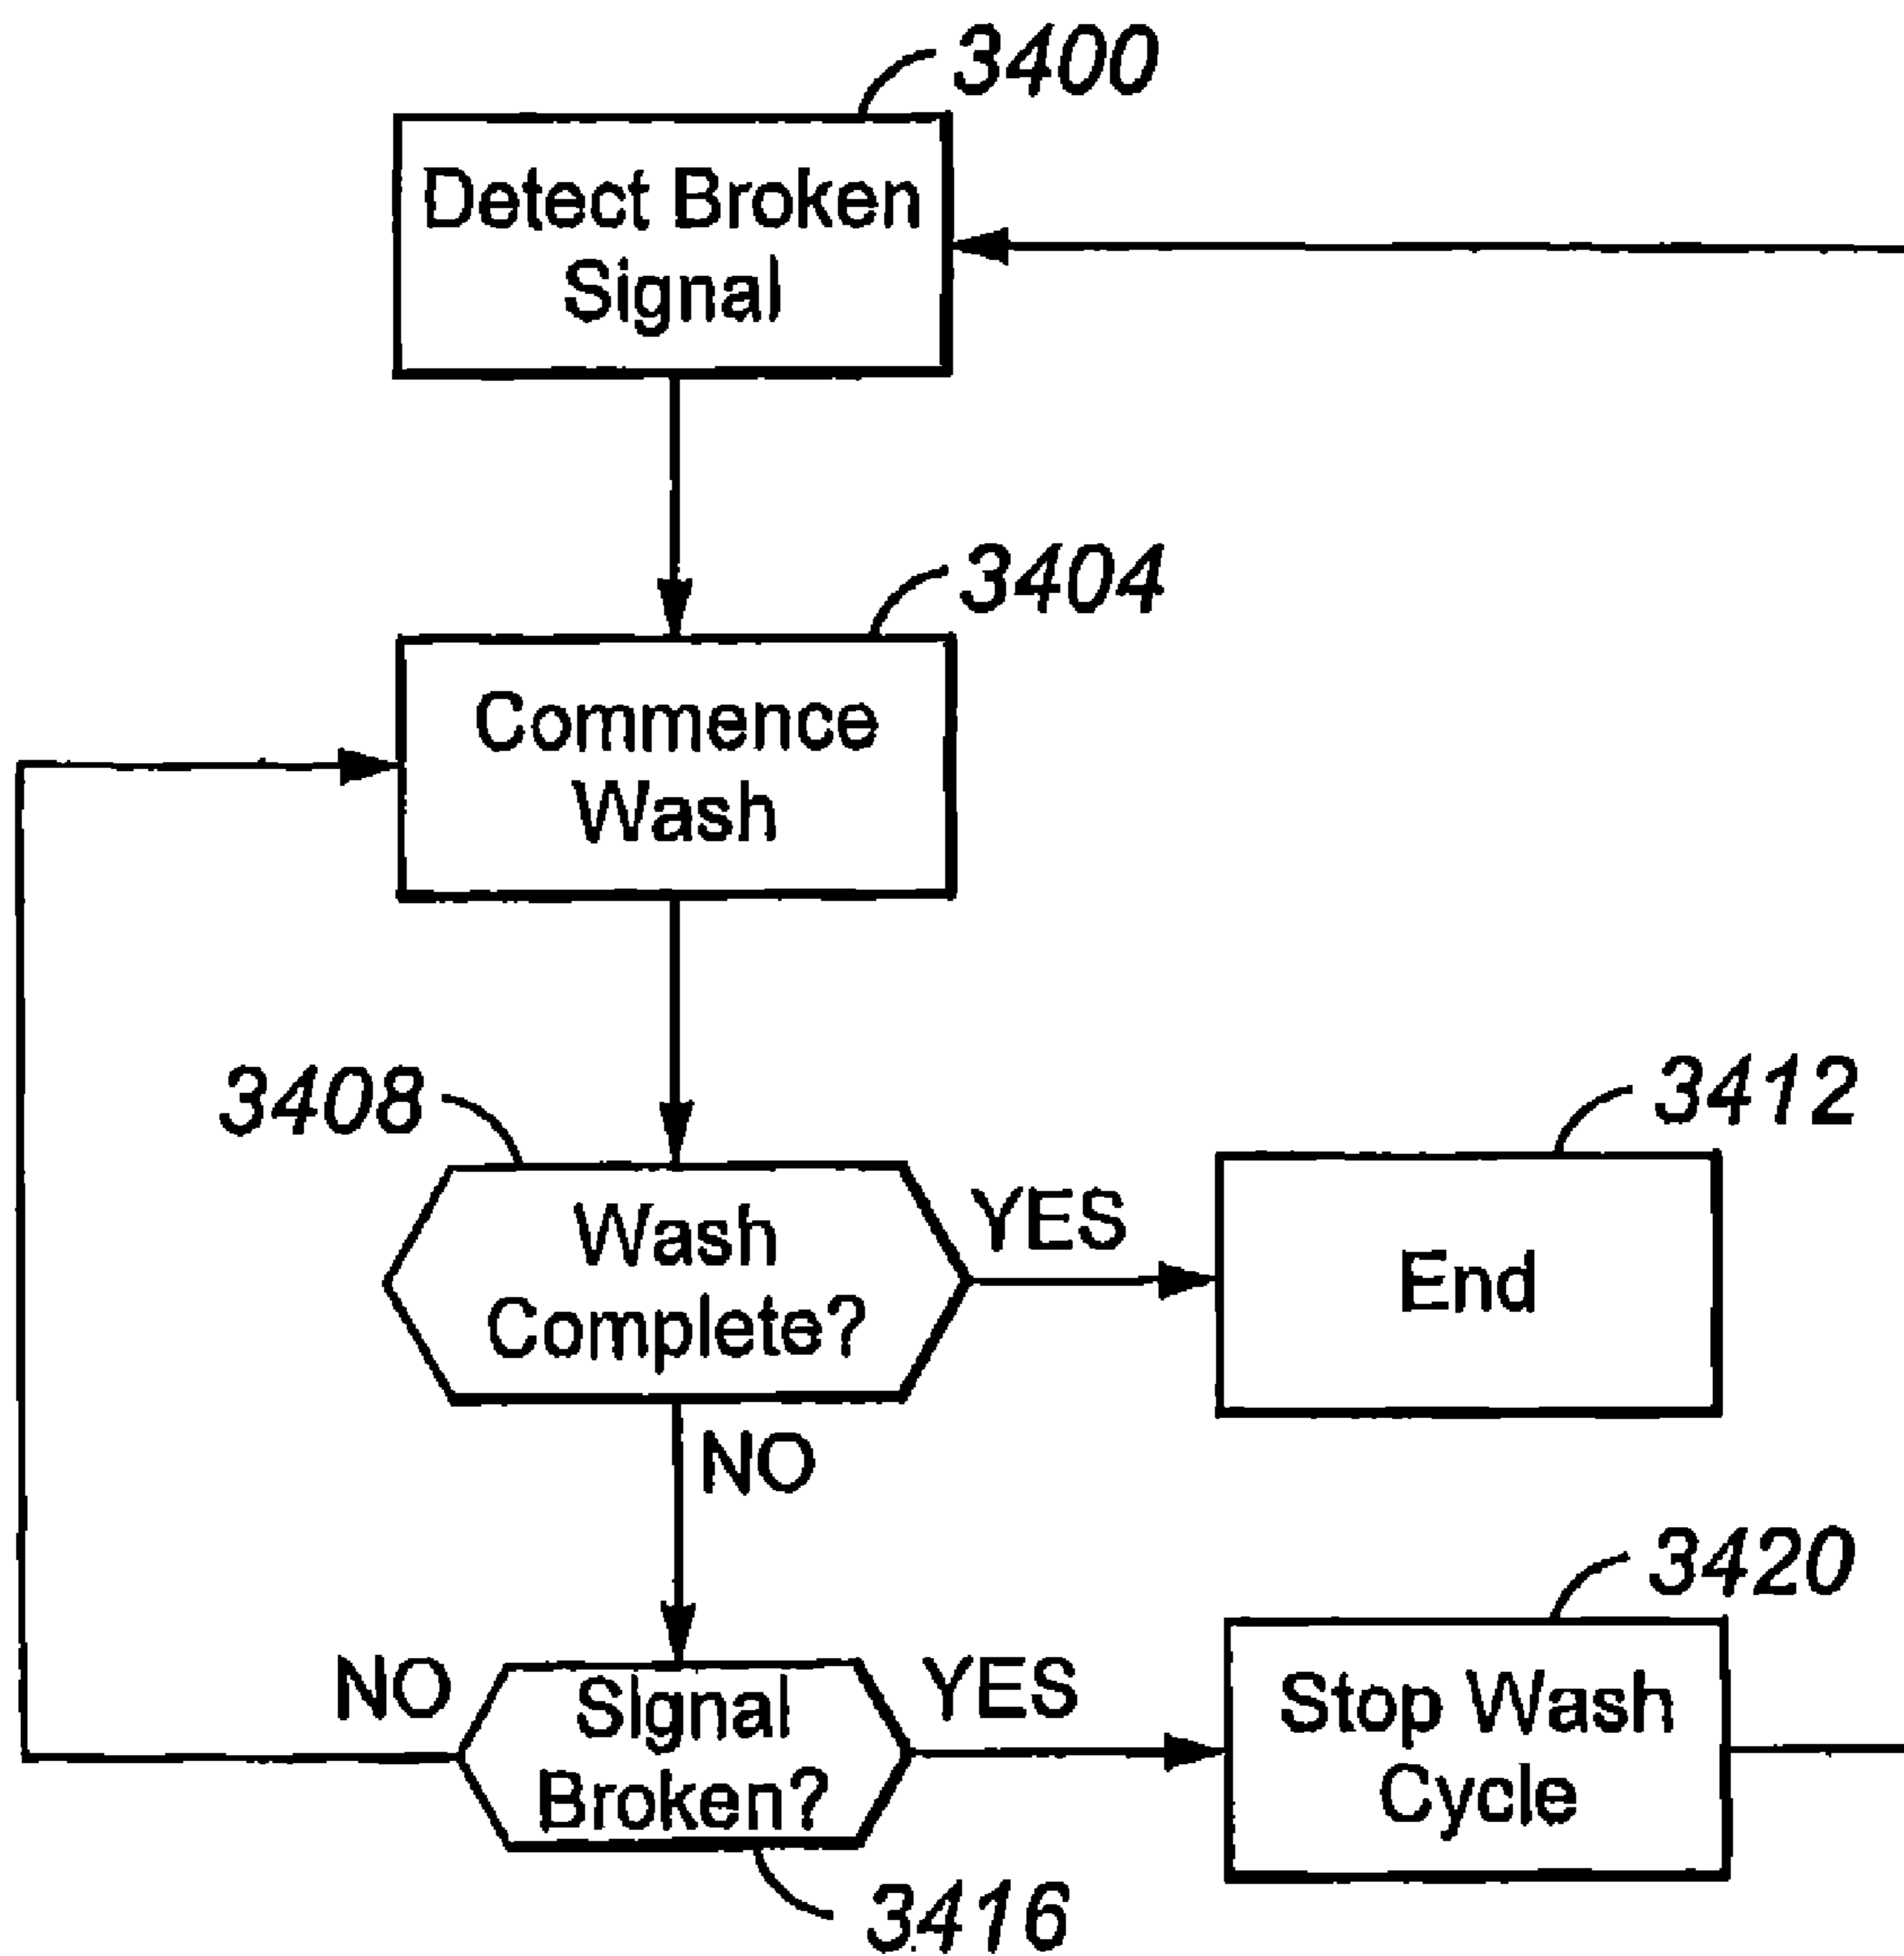 3400
Detect Broken
Signal
3404
Commence
Wash
3408
3412
Wash
Complete?
YES
End
NO
3420
NO
Signal
Broken?
YES
Stop Wash
Cycle
3416